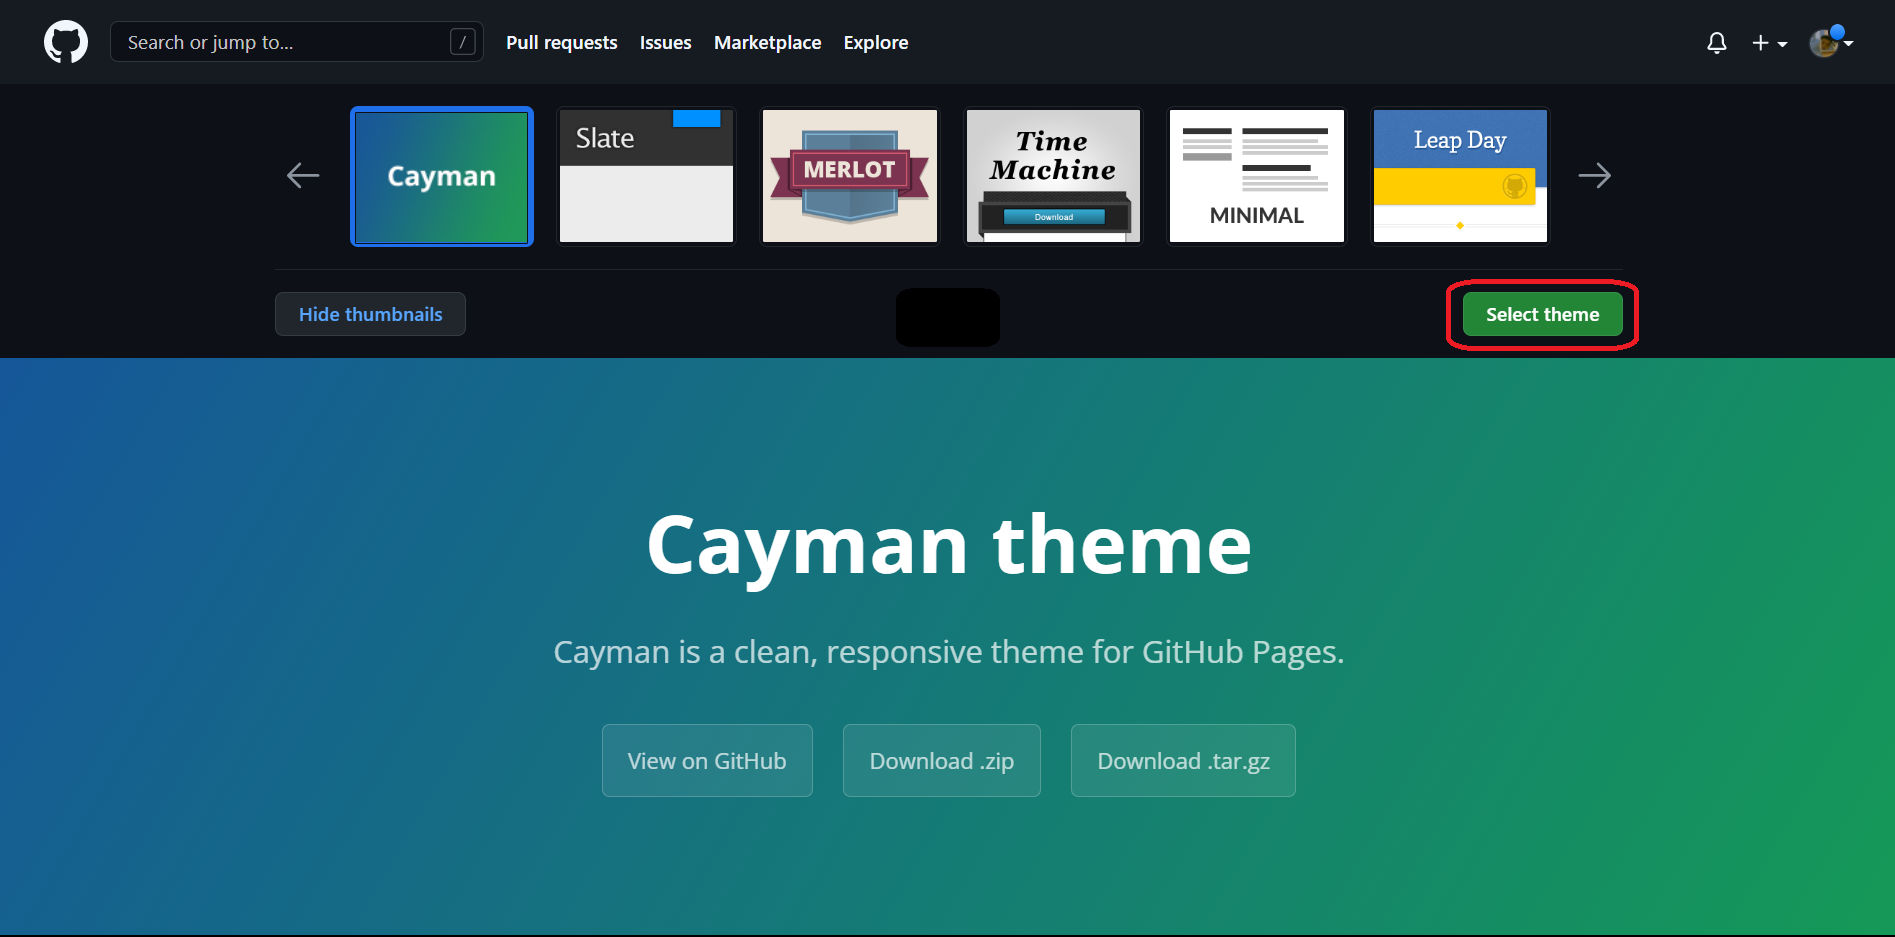 Search or jump to...
/
Pull requests
Issues
Marketplace
Explore
Cayman
Slate
MERLOT
Time
Machine
Download
MINIMAL
Leap Day
Hide thumbnails
Select theme
Cayman theme
Cayman is a clean, responsive theme for GitHub Pages.
View on GitHub
Download .zip
Download .tar.gz